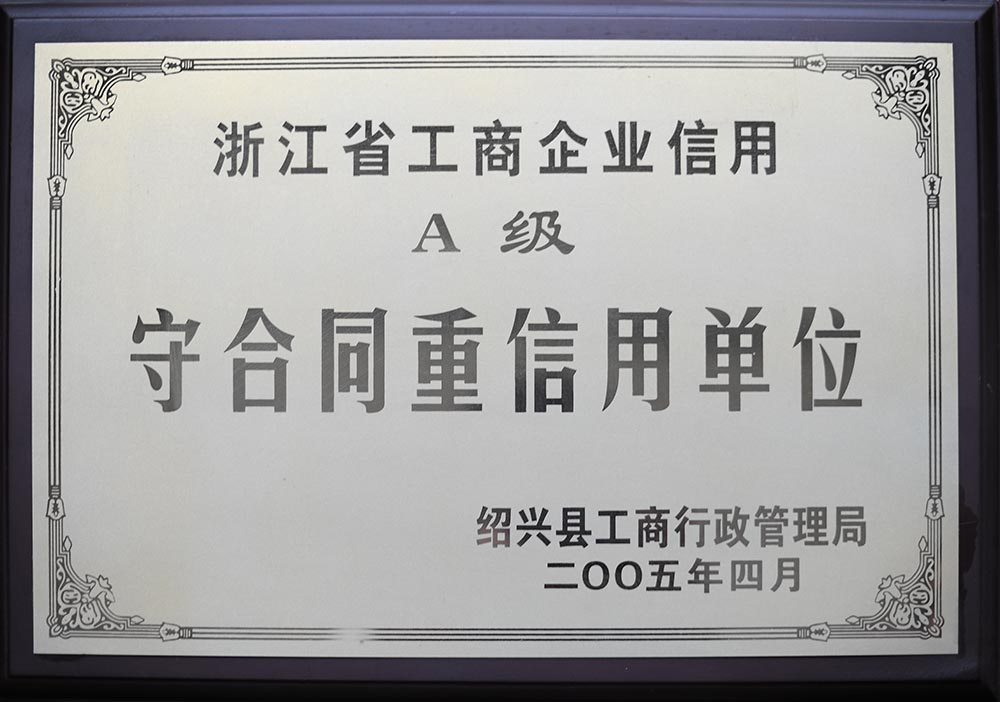 浙江省工商企业信用
A 级
守合同重信用单位
绍兴县工商行政管理局
二OO五年四月